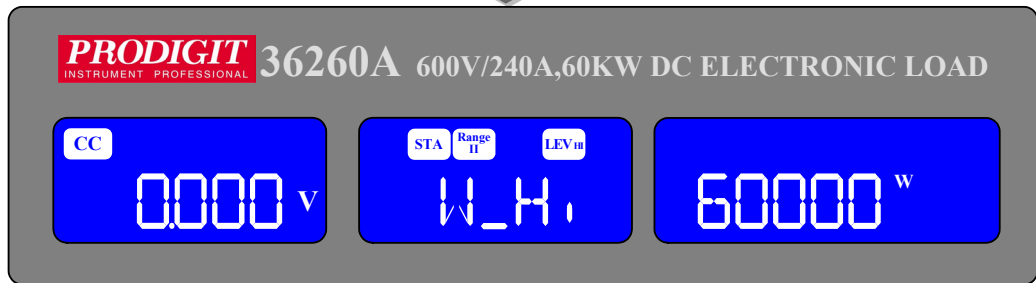 PRODIGIT
INSTRUMENT PROFESSIONAL
36260A 600V/240A,60KW DC ELECTRONIC LOAD
CC
0.000 V
STA Range II LEV HI
W_Hi
60000 W